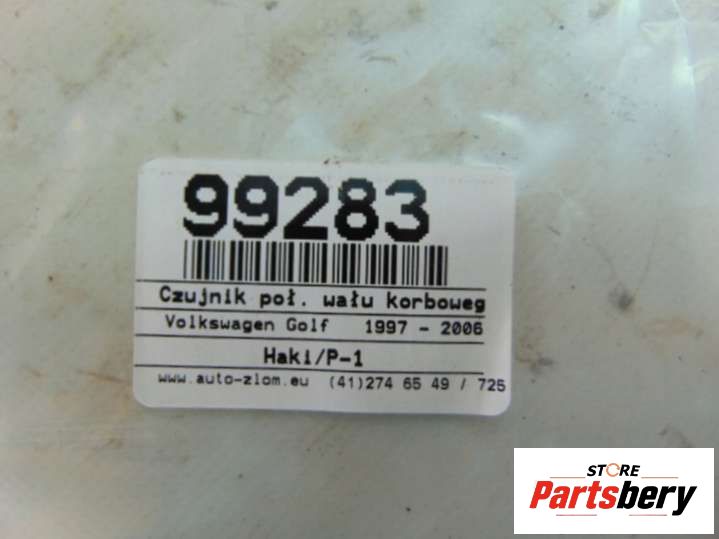 99283
Czujnik poł. wału korboweg
Volkswagen Golf 1997 - 2006
Haki/P-1
www.auto-zlom.eu (41)274 65 49 / 725
STORE
Partsbery